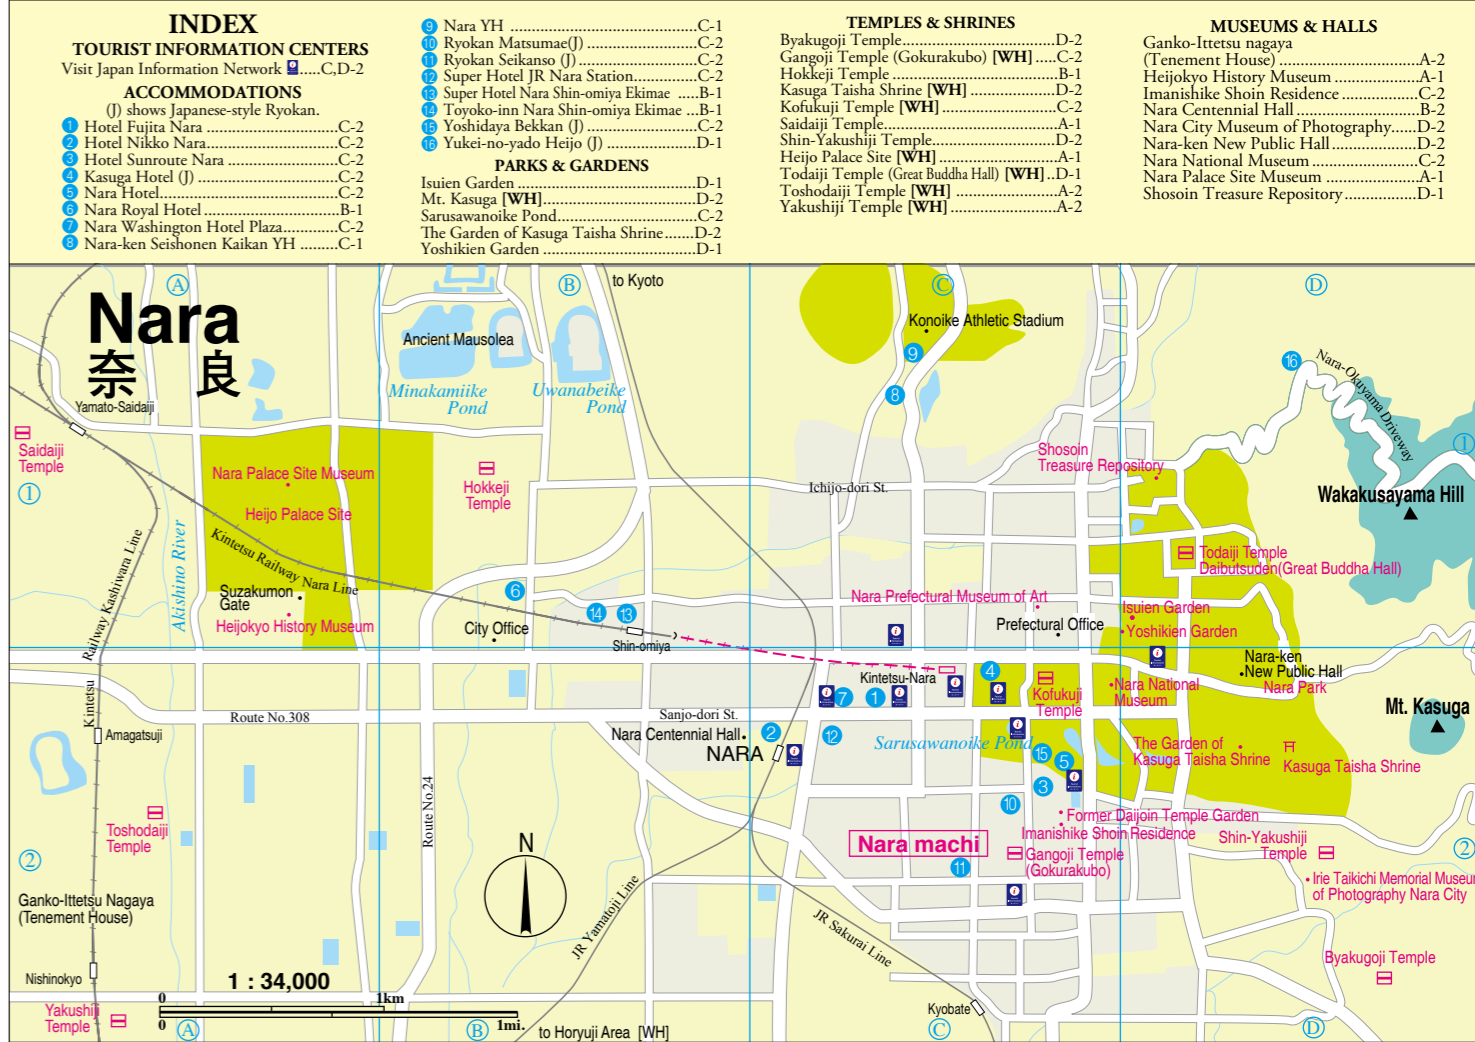 INDEX
TOURIST INFORMATION CENTERS
Visit Japan Information Network i.....C,D-2
ACCOMMODATIONS
(J) shows Japanese-style Ryokan.
1 Hotel Fujita Nara ........................C-2
2 Hotel Nikko Nara........................C-2
3 Hotel Sunroute Nara ....................C-2
4 Kasuga Hotel (J) .........................C-2
5 Nara Hotel................................C-2
6 Nara Royal Hotel ........................B-1
7 Nara Washington Hotel Plaza..........C-2
8 Nara-ken Seishonen Kaikan YH .......C-1
9 Nara YH ..................................C-1
10 Ryokan Matsumae(J) ...................C-2
11 Ryokan Seikanso (J) .....................C-2
12 Super Hotel JR Nara Station............C-2
13 Super Hotel Nara Shin-omiya Ekimae .....B-1
14 Toyoko-inn Nara Shin-omiya Ekimae ...B-1
15 Yoshidaya Bekkan (J) ....................C-2
16 Yukei-no-yado Heijo (J) .................D-1
PARKS & GARDENS
Isuien Garden ................................D-1
Mt. Kasuga [WH]............................D-2
Sarusawanoike Pond........................C-2
The Garden of Kasuga Taisha Shrine.......D-2
Yoshikien Garden ...........................D-1
TEMPLES & SHRINES
Byakugoji Temple............................D-2
Gangoji Temple (Gokurakubo) [WH] .....C-2
Hokkeji Temple ..............................B-1
Kasuga Taisha Shrine [WH] ................D-2
Kofukuji Temple [WH] .....................C-2
Saidaiji Temple................................A-1
Shin-Yakushiji Temple.......................D-2
Heijo Palace Site [WH] .....................A-1
Todaiji Temple (Great Buddha Hall) [WH] ..D-1
Toshodaiji Temple [WH] ...................A-2
Yakushiji Temple [WH] .....................A-2
MUSEUMS & HALLS
Ganko-Ittetsu nagaya
(Tenement House) ..........................A-2
Heijokyo History Museum .................A-1
Imanishike Shoin Residence ................C-2
Nara Centennial Hall ........................B-2
Nara City Museum of Photography......D-2
Nara-ken New Public Hall..................D-2
Nara National Museum .....................C-2
Nara Palace Site Museum ..................A-1
Shosoin Treasure Repository ...............D-1
A
B
C
D
Nara
奈 良
to Kyoto
Ancient Mausolea
Konoike Athletic Stadium
9
8
16
Nara-Okuyama Driveway
Minakamiike
Pond
Uwanabeike
Pond
Yamato-Saidaiji
Saidaiji
Temple
1
1
Nara Palace Site Museum
Heijo Palace Site
Hokkeji
Temple
Shosoin
Treasure Repository
Ichijo-dori St.
Wakakusayama Hill
Akishino River
Kintetsu Railway Nara Line
Railway Kashiwara Line
Kintetsu
Todaiji Temple
Daibutsuden(Great Buddha Hall)
Suzakumon
Gate
Heijokyo History Museum
6
14
13
City Office
Shin-omiya
Nara Prefectural Museum of Art
Prefectural Office
Isuien Garden
Yoshikien Garden
Nara-ken
New Public Hall
Nara Park
Kintetsu-Nara
4
Kofukuji
Temple
Nara National
Museum
7
1
Mt. Kasuga
Route No.308
Sanjo-dori St.
Amagatsuji
Nara Centennial Hall
2
NARA
12
Sarusawanoike Pond
15
5
3
10
The Garden of
Kasuga Taisha Shrine
Kasuga Taisha Shrine
Route No.24
Toshodaiji
Temple
Former Daijoin Temple Garden
Imanishike Shoin Residence
Nara machi
Gangoji Temple
(Gokurakubo)
11
Shin-Yakushiji
Temple
2
2
N
Irie Taikichi Memorial Museum
of Photography Nara City
Ganko-Ittetsu Nagaya
(Tenement House)
JR Yamatoji Line
JR Sakurai Line
Byakugoji Temple
Nishinokyo
1 : 34,000
0
1km
0
1mi.
Kyobate
Yakushiji
Temple
A
B
C
D
to Horyuji Area [WH]